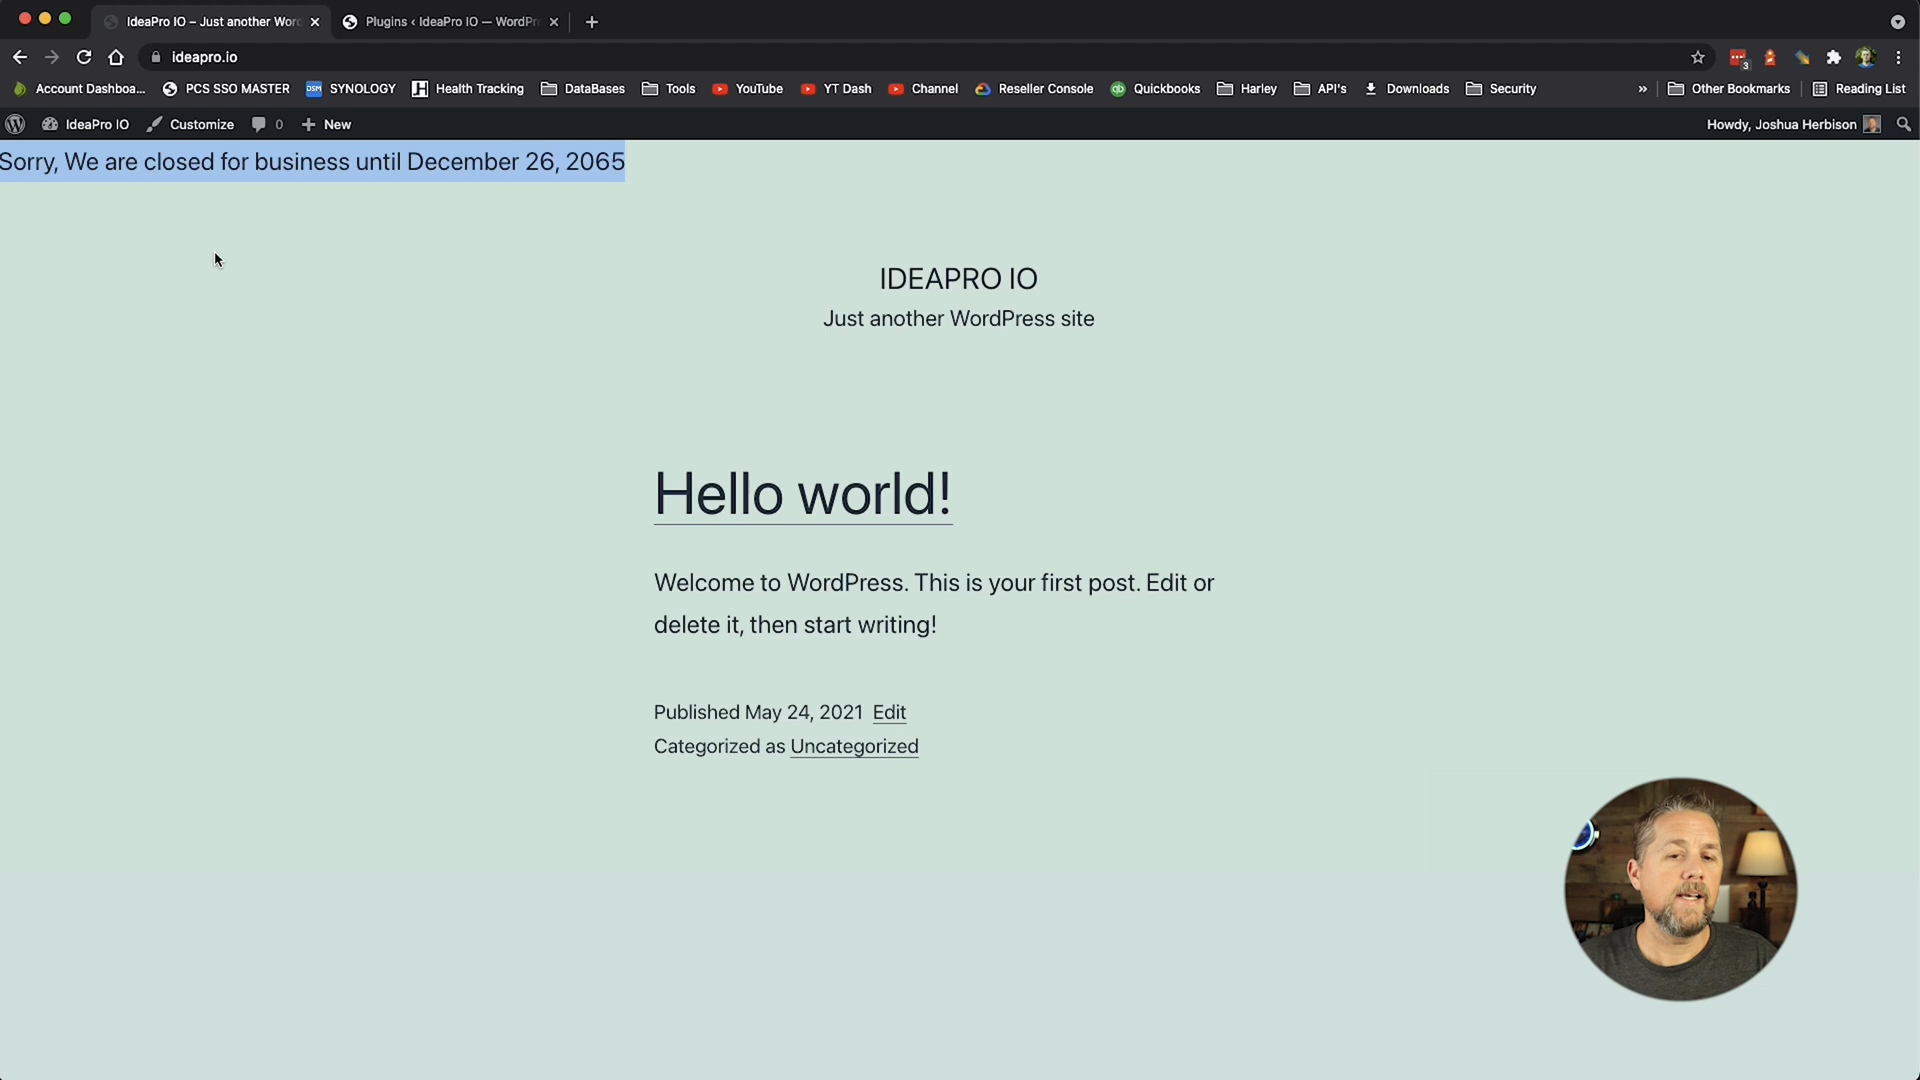 IdeaPro IO – Just another Wor
Plugins ‹ IdeaPro IO — WordPr
ideapro.io
3
Account Dashboa...
PCS SSO MASTER
DSM SYNOLOGY
Health Tracking
DataBases
Tools
YouTube
YT Dash
Channel
Reseller Console
qb Quickbooks
Harley
API's
Downloads
Security
»
Other Bookmarks
Reading List
IdeaPro IO
Customize
0
+ New
Howdy, Joshua Herbison
Sorry, We are closed for business until December 26, 2065
IDEAPRO IO
Just another WordPress site
Hello world!
Welcome to WordPress. This is your first post. Edit or
delete it, then start writing!
Published May 24, 2021 Edit
Categorized as Uncategorized